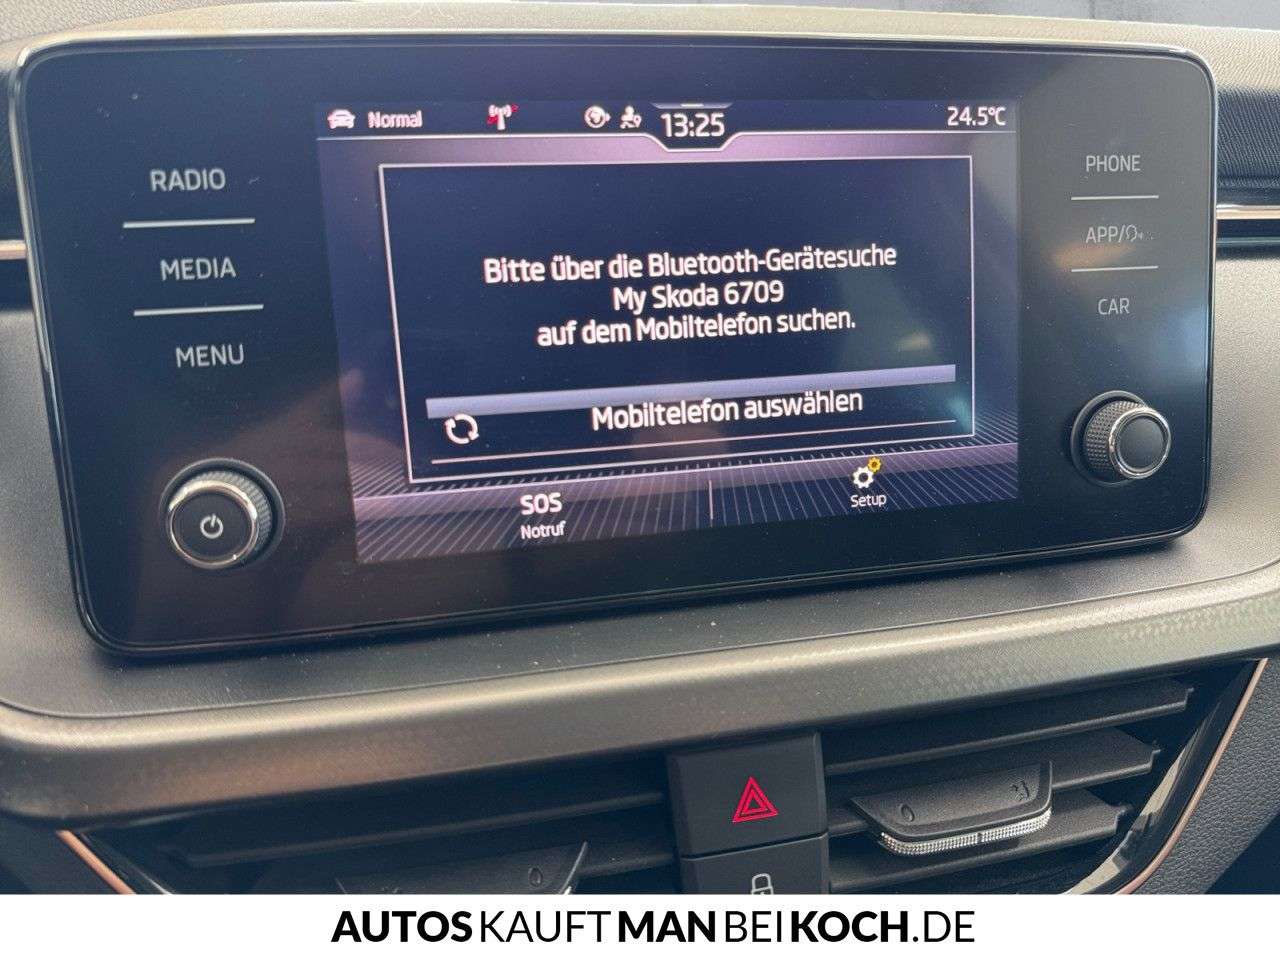 Normal
13:25
24.5°C
RADIO
MEDIA
MENU
PHONE
APP/
CAR
Bitte über die Bluetooth-Gerätesuche
My Skoda 6709
auf dem Mobiltelefon suchen.
Mobiltelefon auswählen
SOS
Notruf
Setup
AUTOSKAUFTMANBEIKOCH.DE